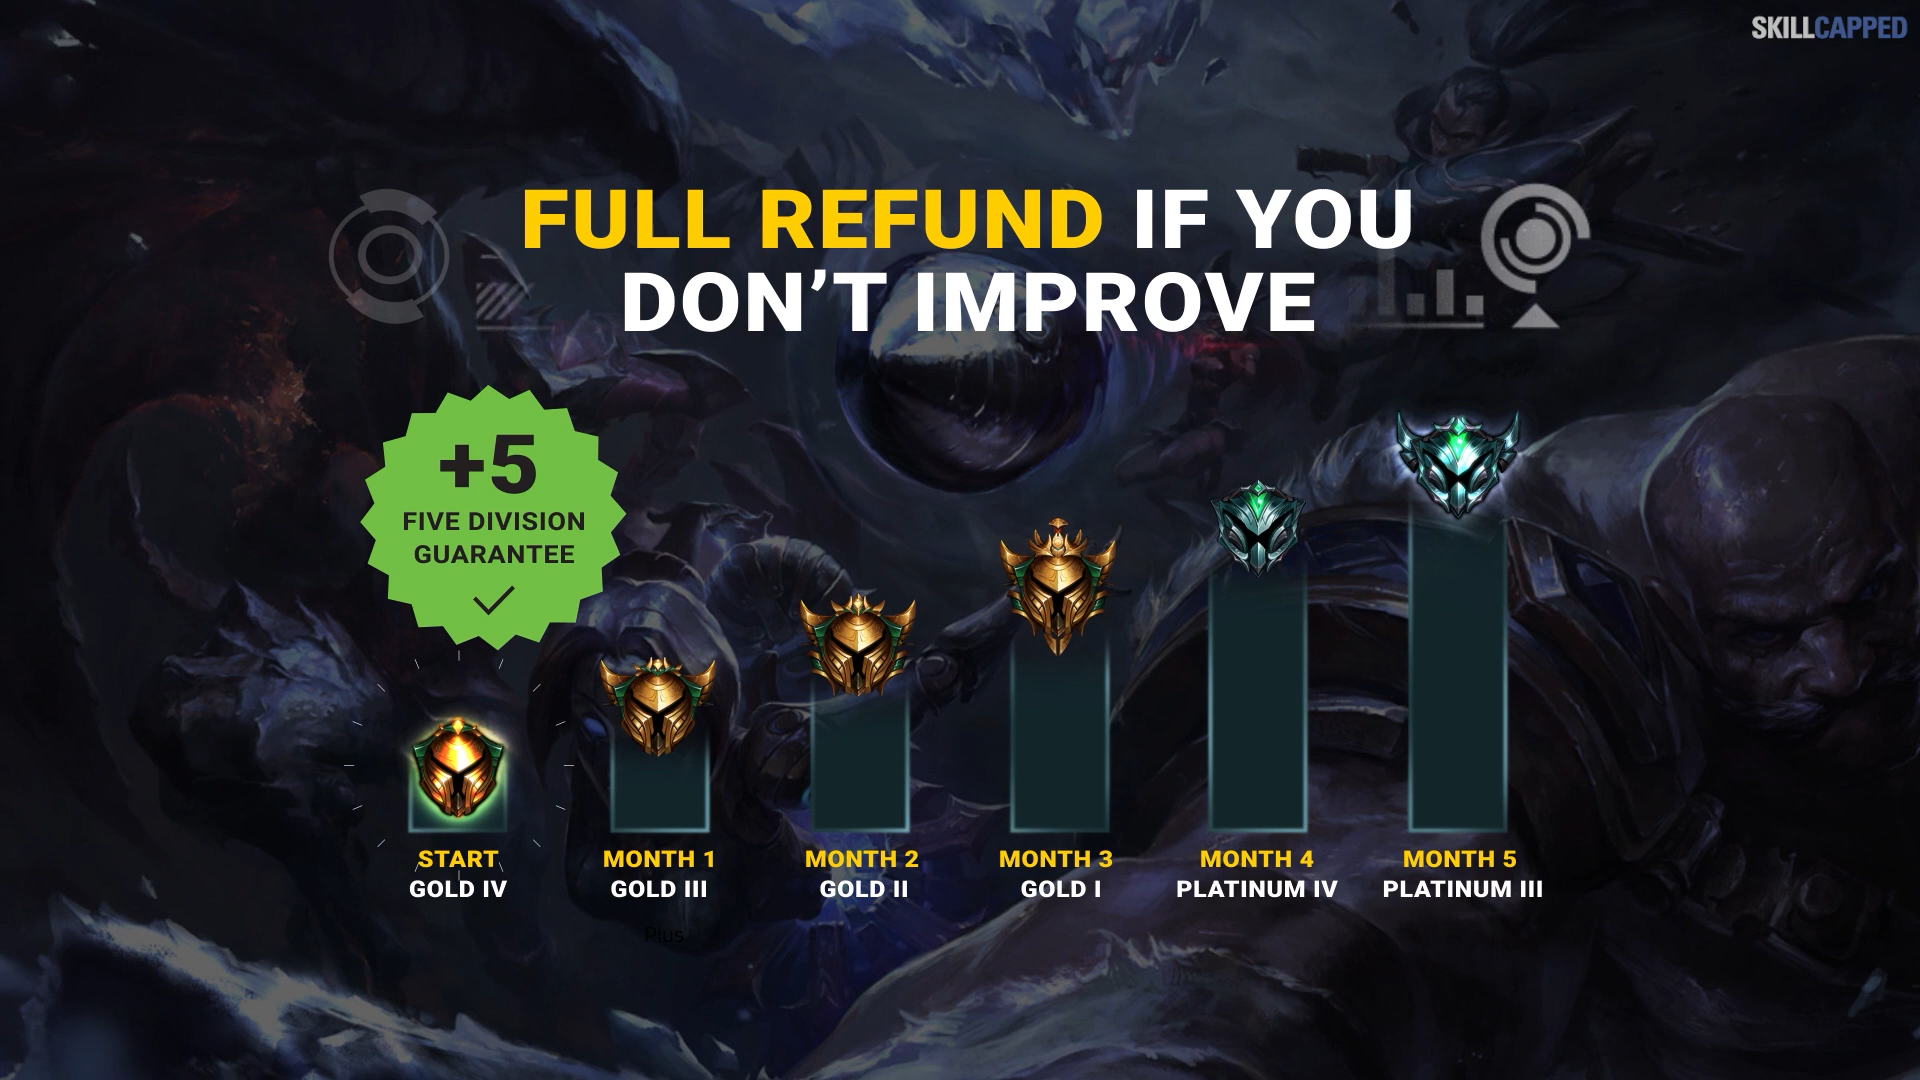 SKILLCAPPED
FULL REFUND IF YOU
DON'T IMPROVE
+5
FIVE DIVISION
GUARANTEE
START
GOLD IV
MONTH 1
GOLD III
MONTH 2
GOLD II
MONTH 3
GOLD I
MONTH 4
PLATINUM IV
MONTH 5
PLATINUM III
Plus